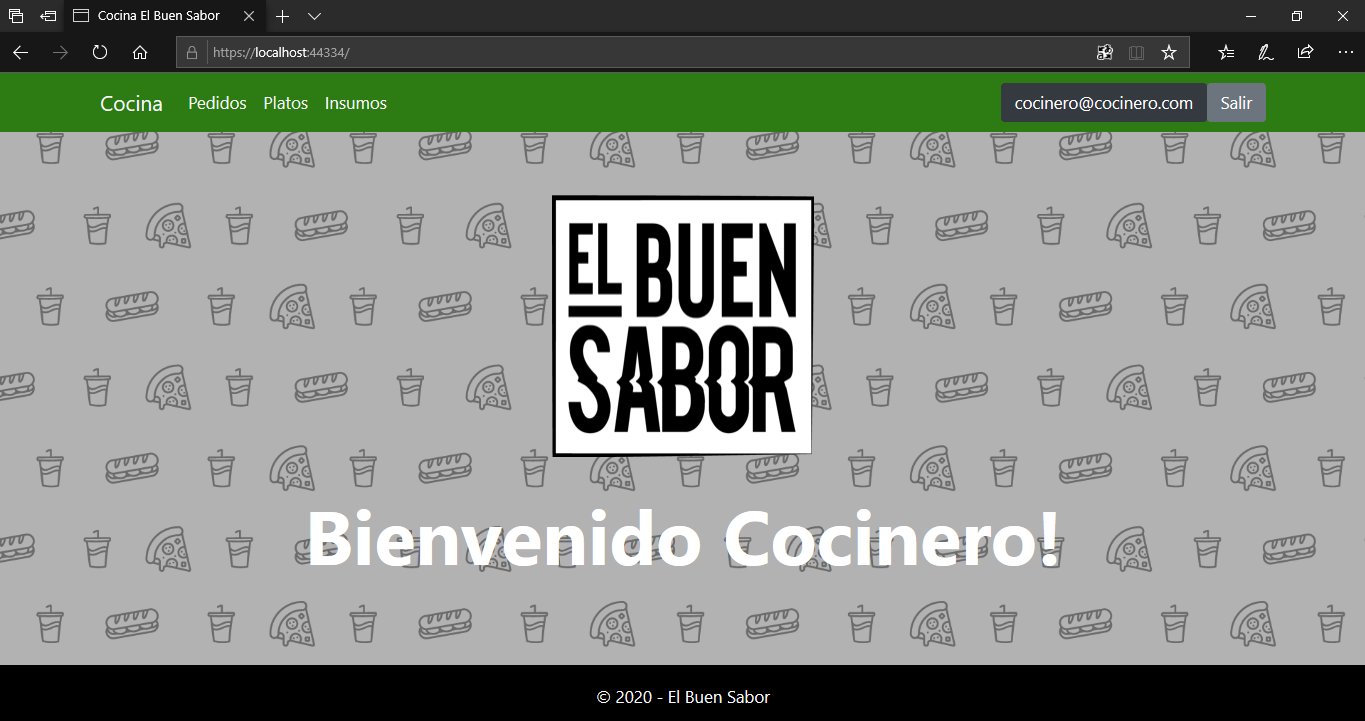 Cocina El Buen Sabor
https://localhost:44334/
Cocina Pedidos Platos Insumos cocinero@cocinero.com Salir
EL BUEN
SABOR
Bienvenido Cocinero!
© 2020 - El Buen Sabor